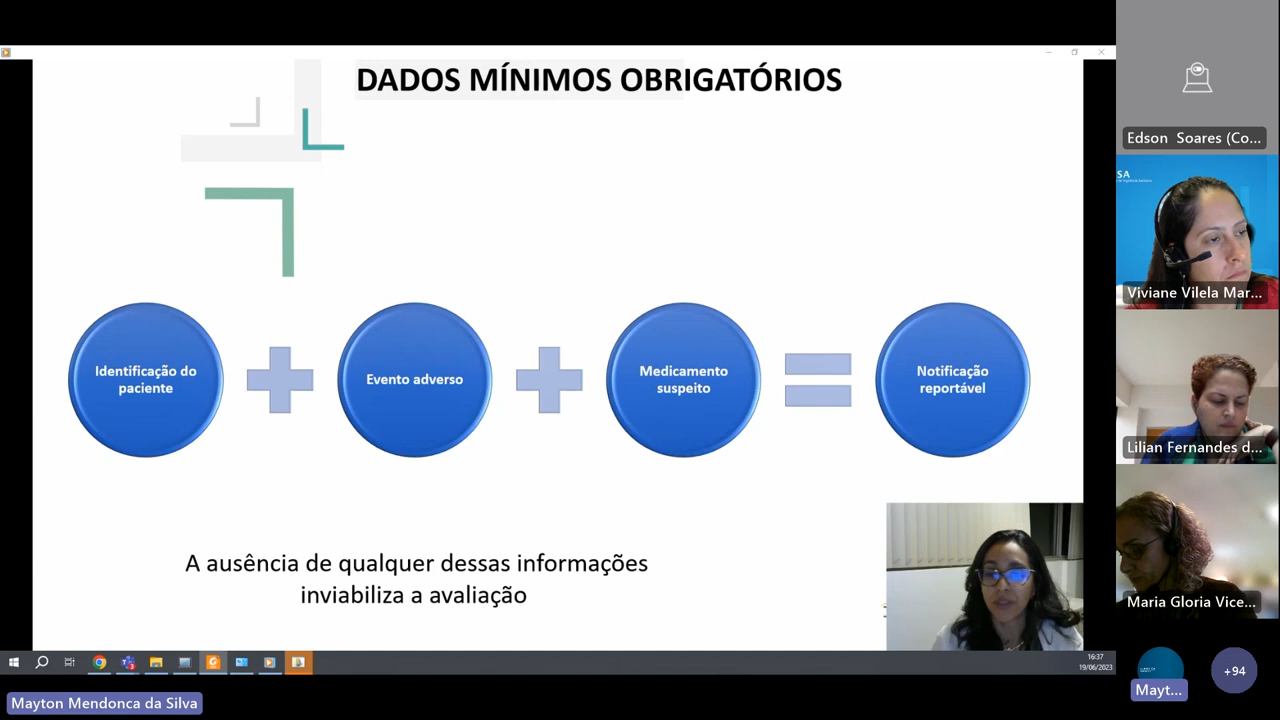 DADOS MÍNIMOS OBRIGATÓRIOS
Identificação do
paciente
Evento adverso
Medicamento
suspeito
Notificação
reportável
A ausência de qualquer dessas informações
inviabiliza a avaliação
16:37
19/06/2023
Mayton Mendonca da Silva
Edson Soares (Co...
SA
Viviane Vilela Mar...
Lilian Fernandes d...
Maria Gloria Vice...
Mayt...
+94